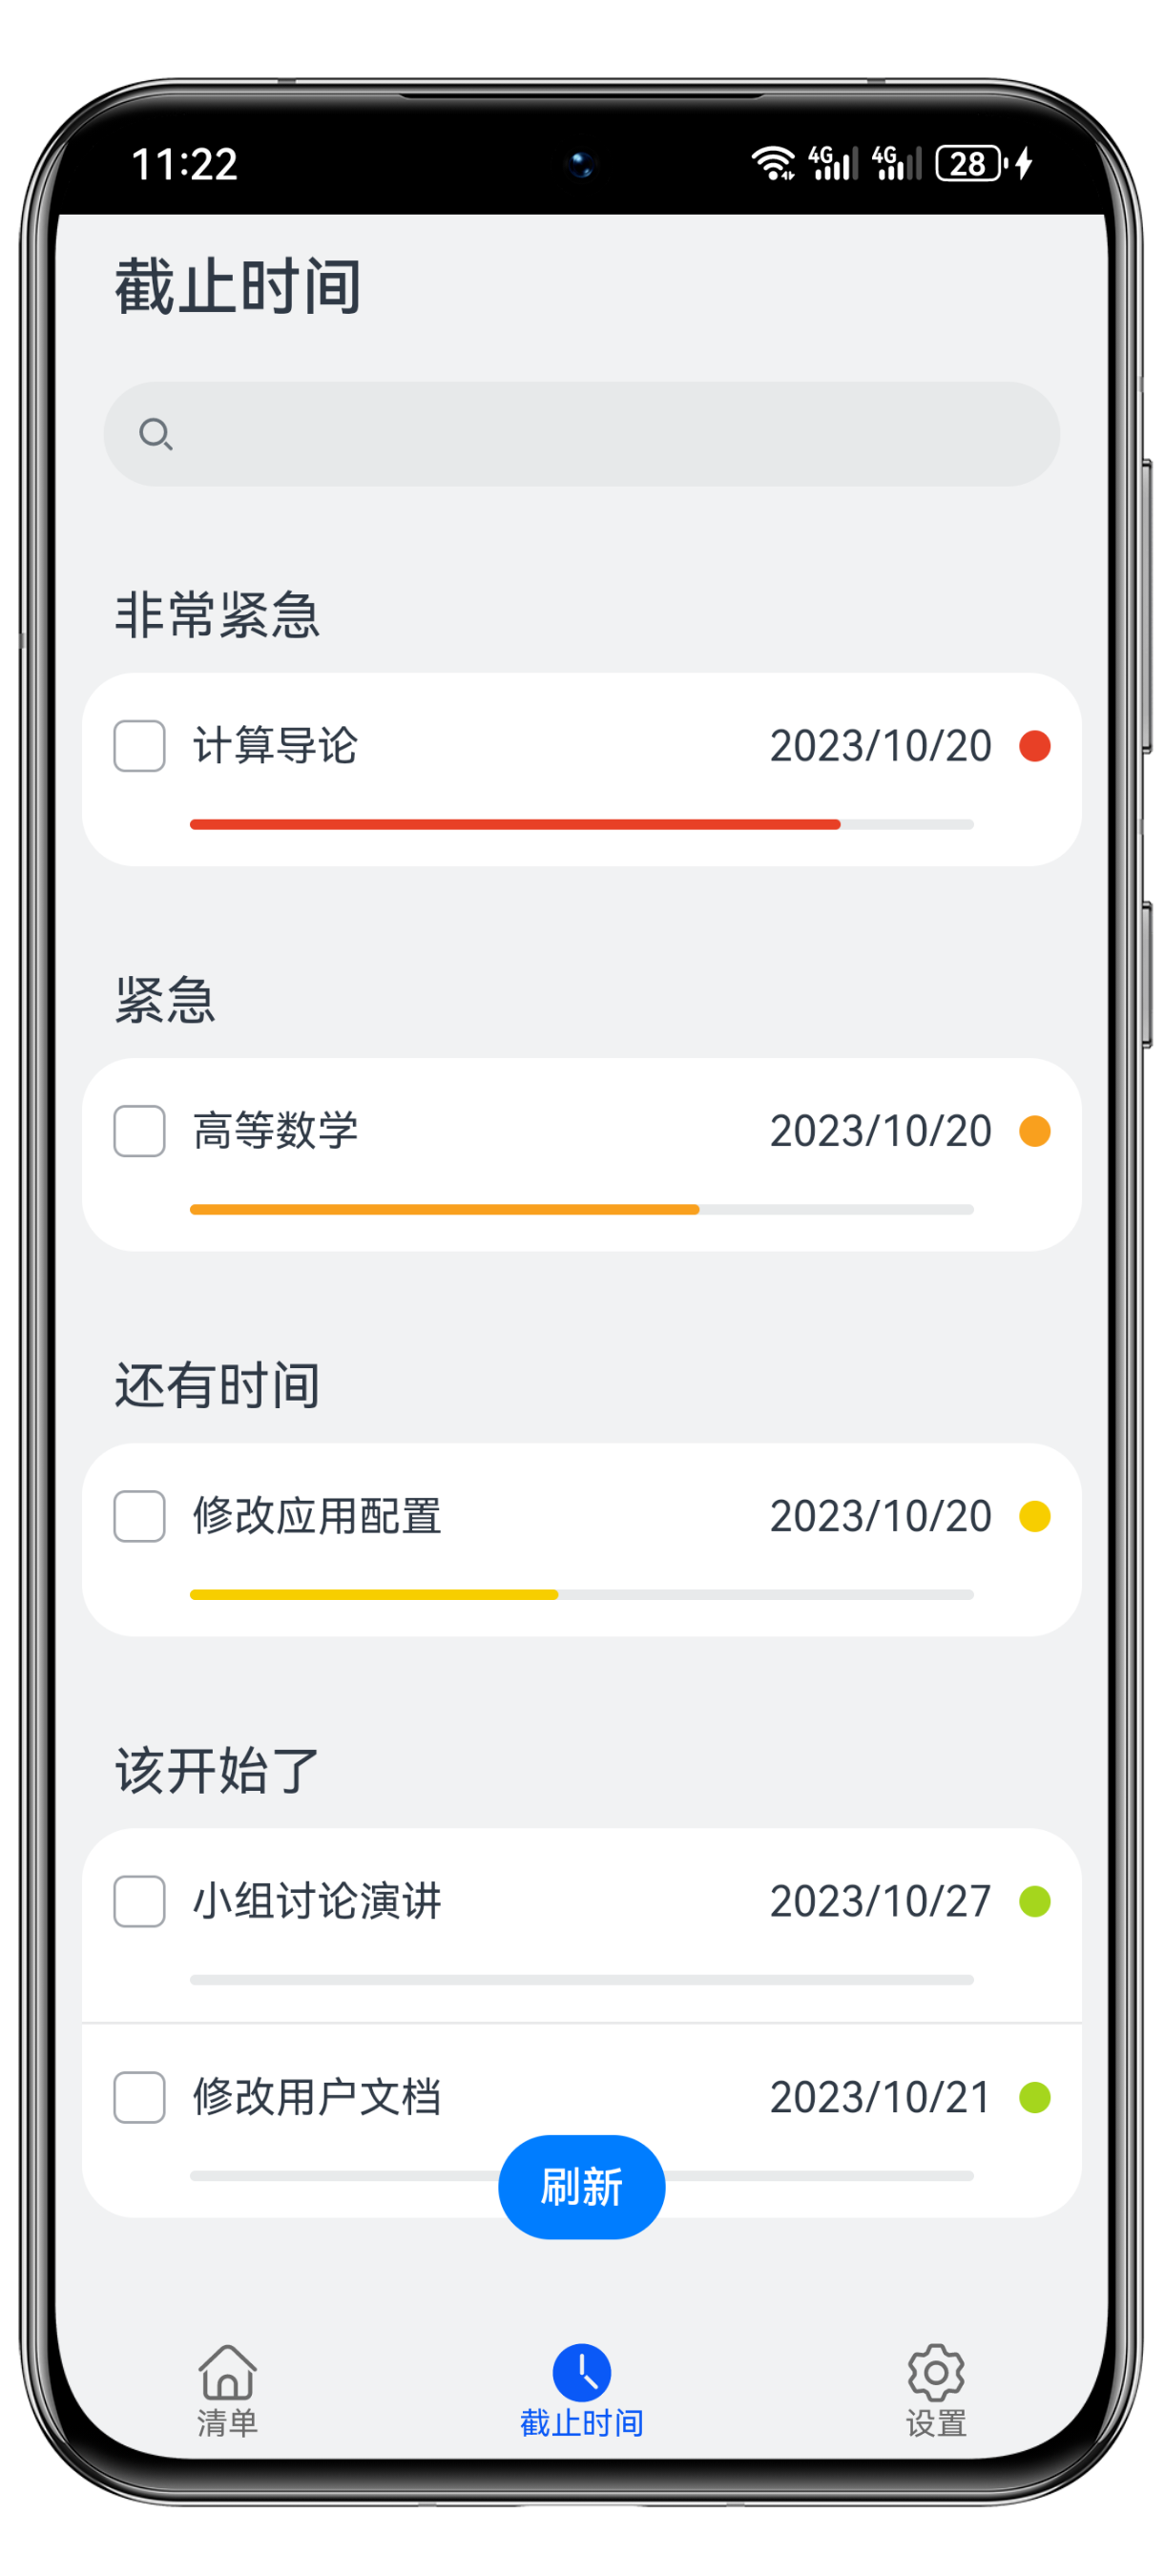 11:22
4G 4G 28
截止时间
非常紧急
计算导论 2023/10/20
紧急
高等数学 2023/10/20
还有时间
修改应用配置 2023/10/20
该开始了
小组讨论演讲 2023/10/27
修改用户文档 2023/10/21
刷新
清单 截止时间 设置